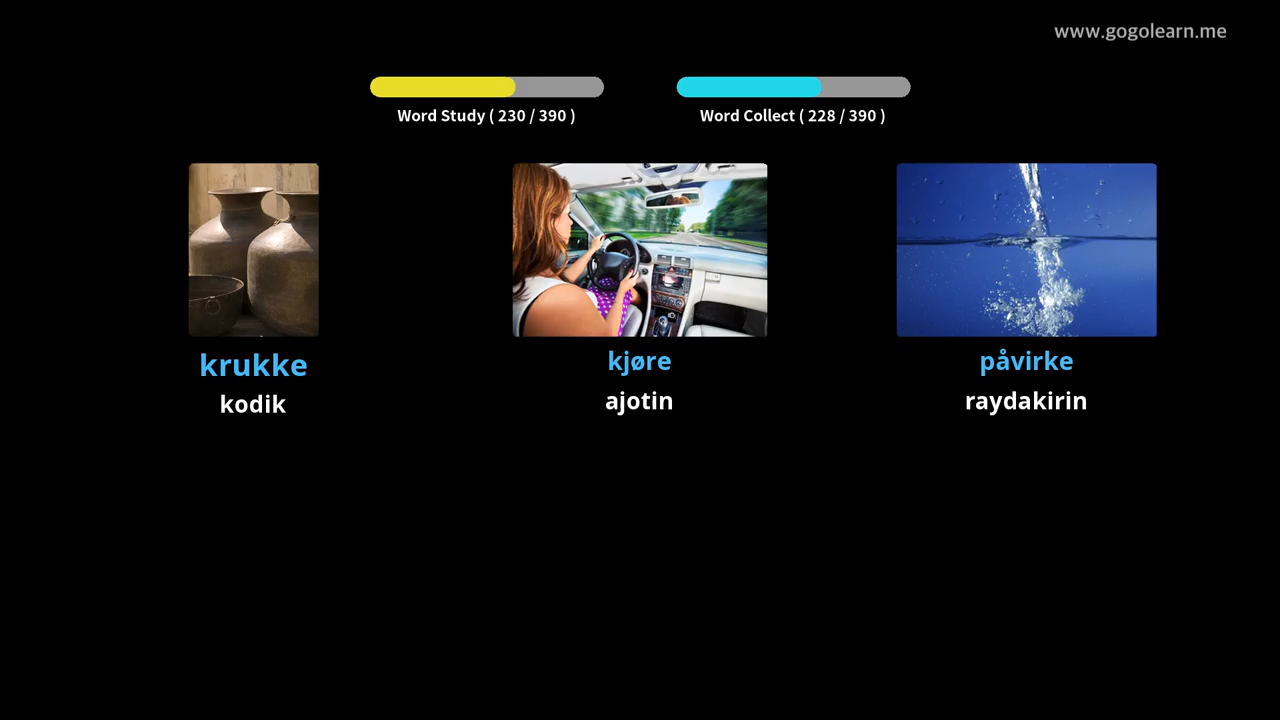 www.gogolearn.me
Word Study ( 230 / 390 )
Word Collect ( 228 / 390 )
krukke
kodik
kjøre
ajotin
påvirke
raydakirin